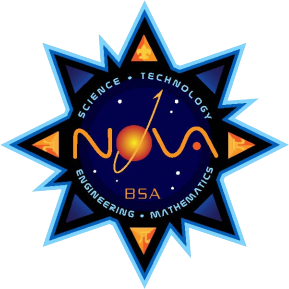 SCIENCE • TECHNOLOGY
NOVA
BSA
ENGINEERING • MATHEMATICS